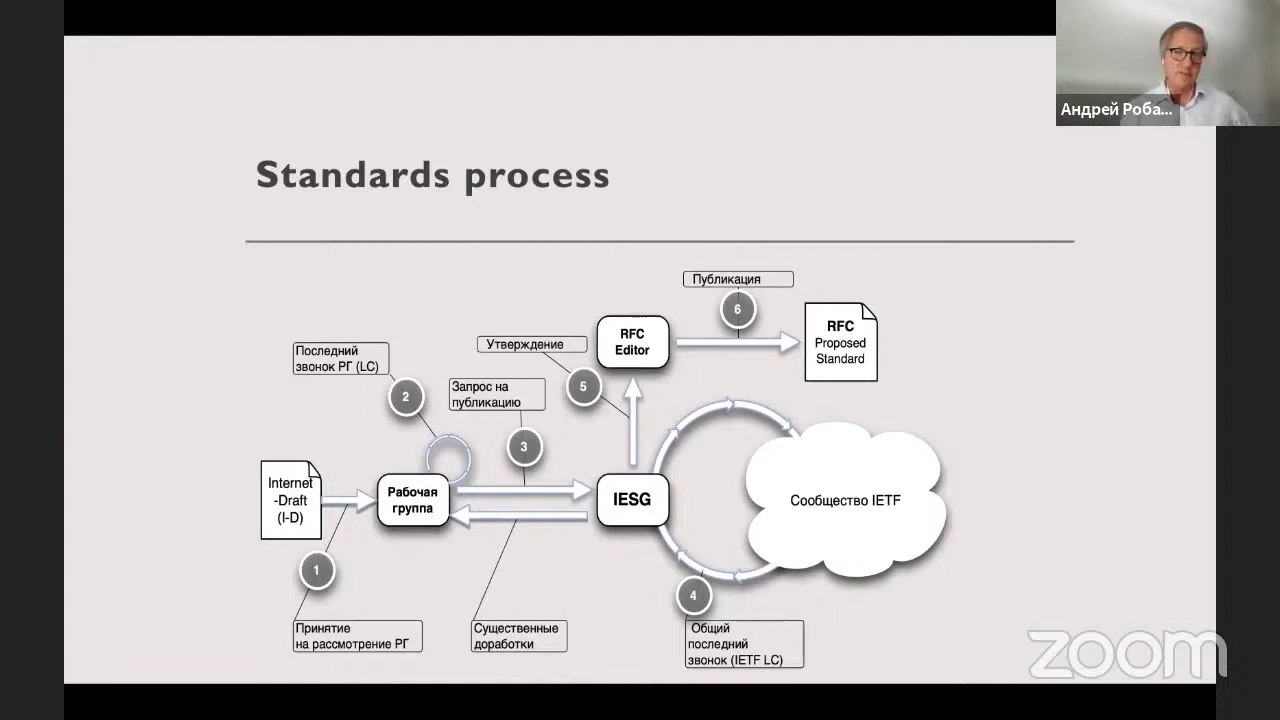 Андрей Роба...
Standards process
Публикация
6
RFC
Editor
RFC
Proposed
Standard
Утверждение
5
Последний
звонок РГ (LC)
2
Запрос на
публикацию
3
Internet
-Draft
(I-D)
Рабочая
группа
IESG
Сообщество IETF
1
4
Принятие
на рассмотрение РГ
Существенные
доработки
Общий
последний
звонок (IETF LC)
zoom